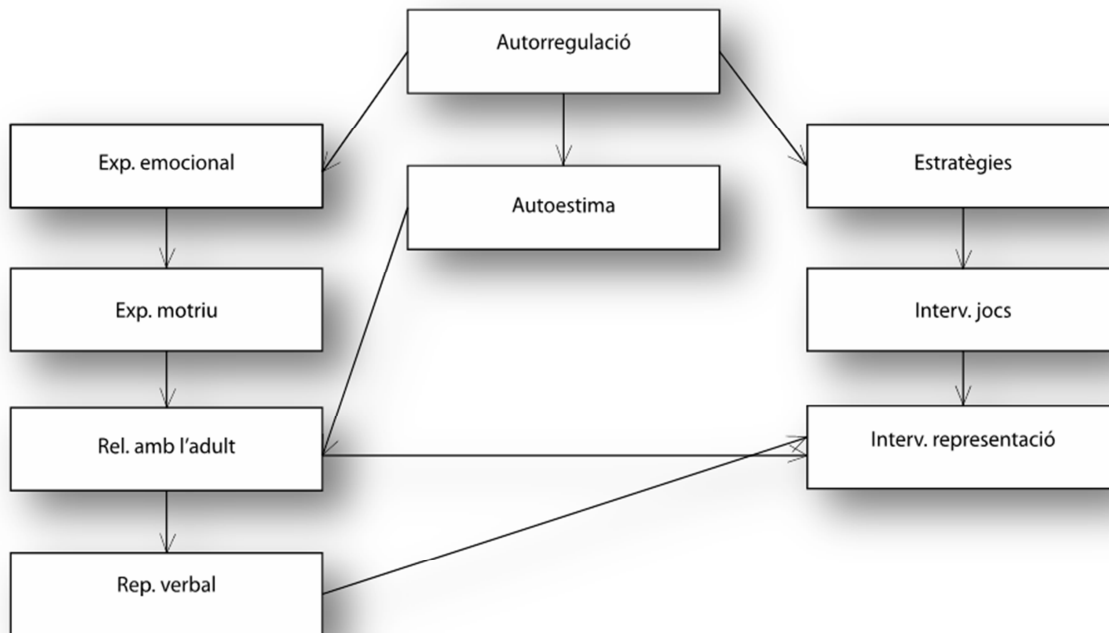 Autorregulació
Exp. emocional
Estratègies
Autoestima
Exp. motriu
Interv. jocs
Rel. amb l'adult
Interv. representació
Rep. verbal